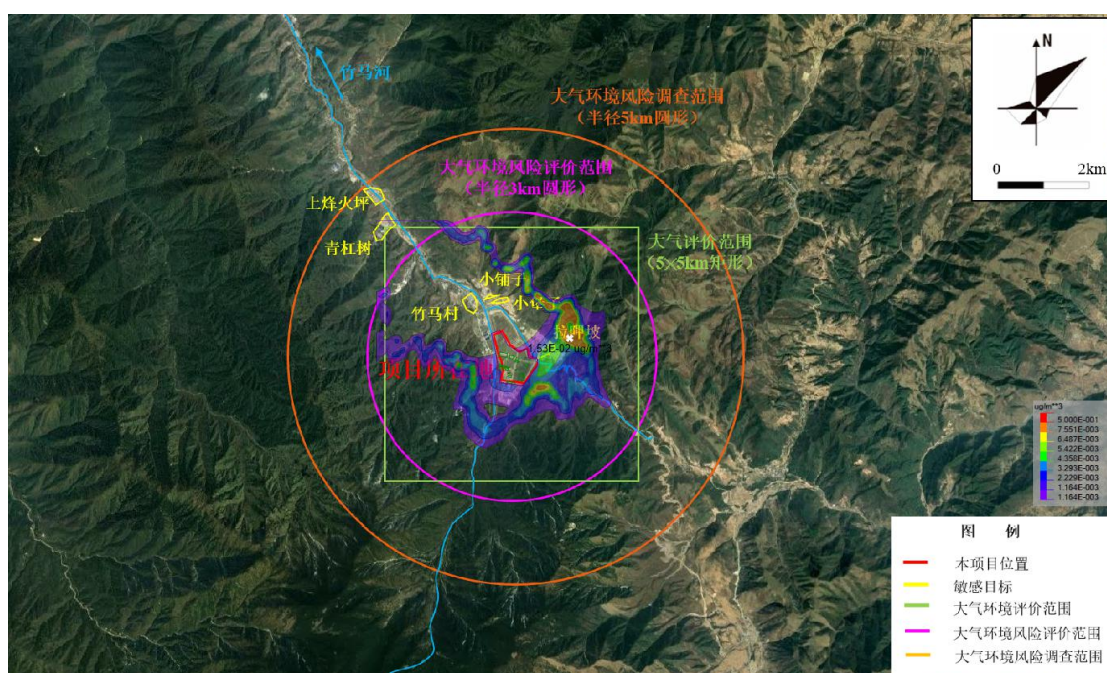 N
0 2km
竹马河
大气环境风险调查范围
(半径5km圆形)
大气环境风险评价范围
(半径3km圆形)
上烽火坪
青杠树
大气评价范围
(5×5km矩形)
小铺子
竹马村
1.53E-02 ug/m**3
项目所
ug/m**3
5.000E-001
7.551E-003
6.487E-003
5.422E-003
4.358E-003
3.293E-003
2.229E-003
1.164E-003
1.164E-003
图 例
本项目位置
敏感目标
大气环境评价范围
大气环境风险评价范围
大气环境风险调查范围